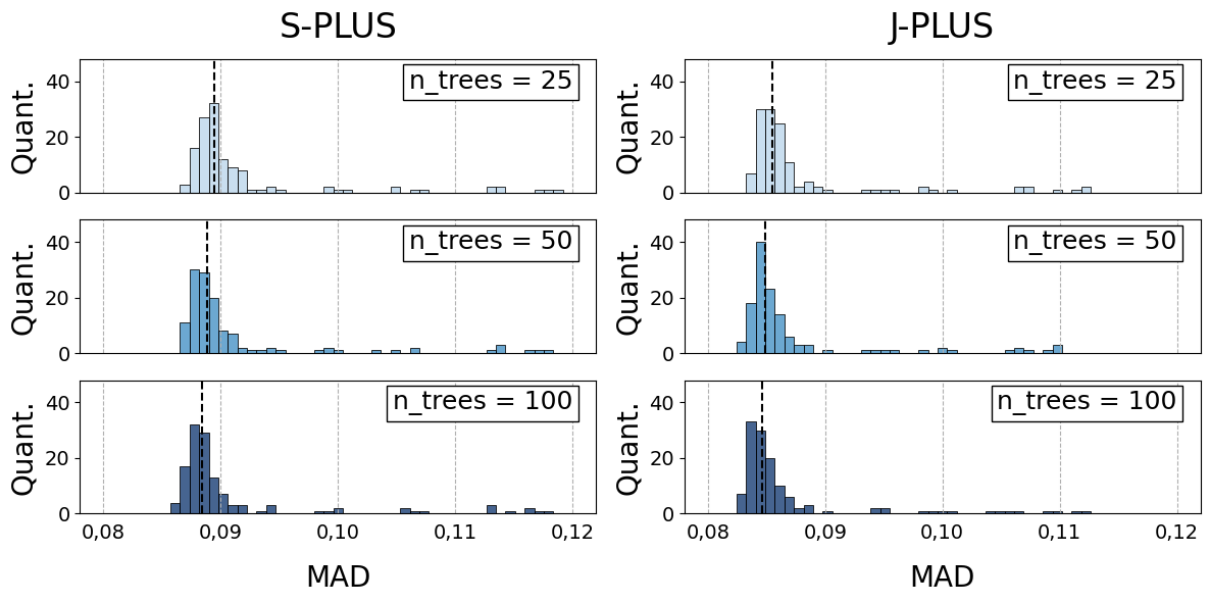 S-PLUS
J-PLUS
Quant.
40
20
0
n_trees = 25
Quant.
40
20
0
n_trees = 25
Quant.
40
20
0
n_trees = 50
Quant.
40
20
0
n_trees = 50
Quant.
40
20
0
n_trees = 100
Quant.
40
20
0
n_trees = 100
0,08 0,09 0,10 0,11 0,12
0,08 0,09 0,10 0,11 0,12
MAD
MAD